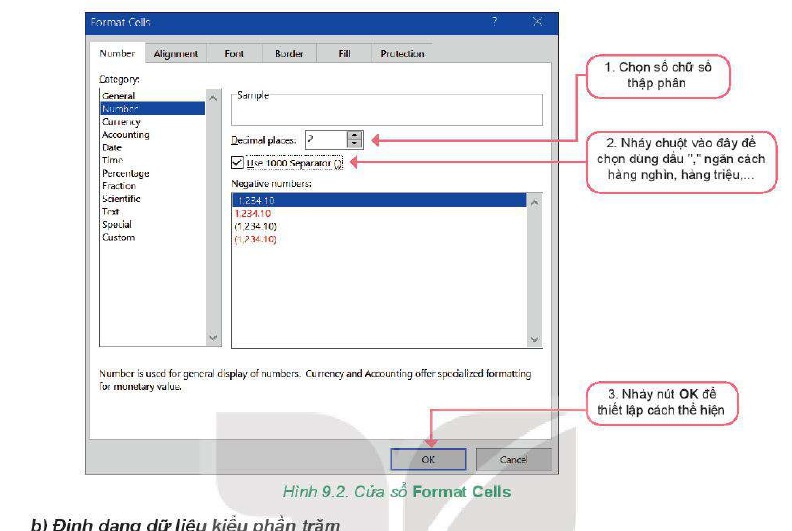 Format Cells
? ×
Number Alignment Font Border Fill Protection
Category:
General
Number
Currency
Accounting
Date
Time
Percentage
Fraction
Scientific
Text
Special
Custom
Sample
Decimal places: 2
Use 1000 Separator (,)
Negative numbers:
-1,234.10
1,234.10
(1,234.10)
(1,234.10)
Number is used for general display of numbers. Currency and Accounting offer specialized formatting
for monetary value.
OK Cancel
1. Chọn số chữ số
thập phân
2. Nháy chuột vào đây để
chọn dùng dấu "," ngăn cách
hàng nghìn, hàng triệu,...
3. Nháy nút OK để
thiết lập cách thể hiện
Hình 9.2. Cửa sổ Format Cells
b) Định dạng dữ liệu kiểu phần trăm